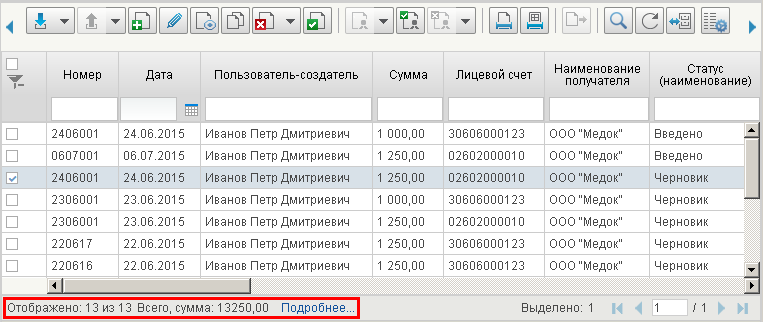 Номер Дата Пользователь-создатель Сумма Лицевой счет Наименование получателя Статус (наименование)
2406001 24.06.2015 Иванов Петр Дмитриевич 1 000,00 30606000123 ООО "Медок" Введено
0607001 06.07.2015 Иванов Петр Дмитриевич 1 250,00 02602000010 ООО "Медок" Введено
2406001 24.06.2015 Иванов Петр Дмитриевич 1 250,00 02602000010 ООО "Медок" Черновик
2306001 23.06.2015 Иванов Петр Дмитриевич 1 000,00 30606000123 ООО "Медок" Черновик
2306001 23.06.2015 Иванов Петр Дмитриевич 1 250,00 02602000010 ООО "Медок" Черновик
220617 22.06.2015 Иванов Петр Дмитриевич 1 250,00 30606000123 ООО "Медок" Черновик
220616 22.06.2015 Иванов Петр Дмитриевич 1 250,00 30606000123 ООО "Медок" Черновик
Отображено: 13 из 13 Всего, сумма: 13250,00 Подробнее... Выделено: 1 1 / 1